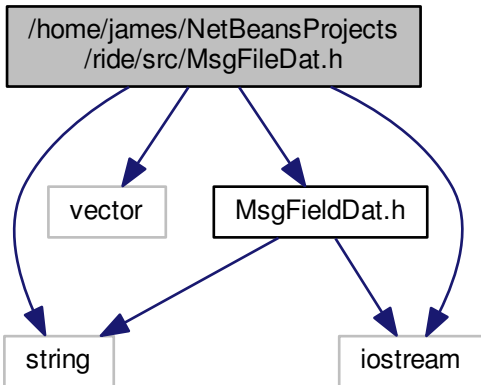 /home/james/NetBeansProjects
/ride/src/MsgFileDat.h
vector
MsgFieldDat.h
string
iostream